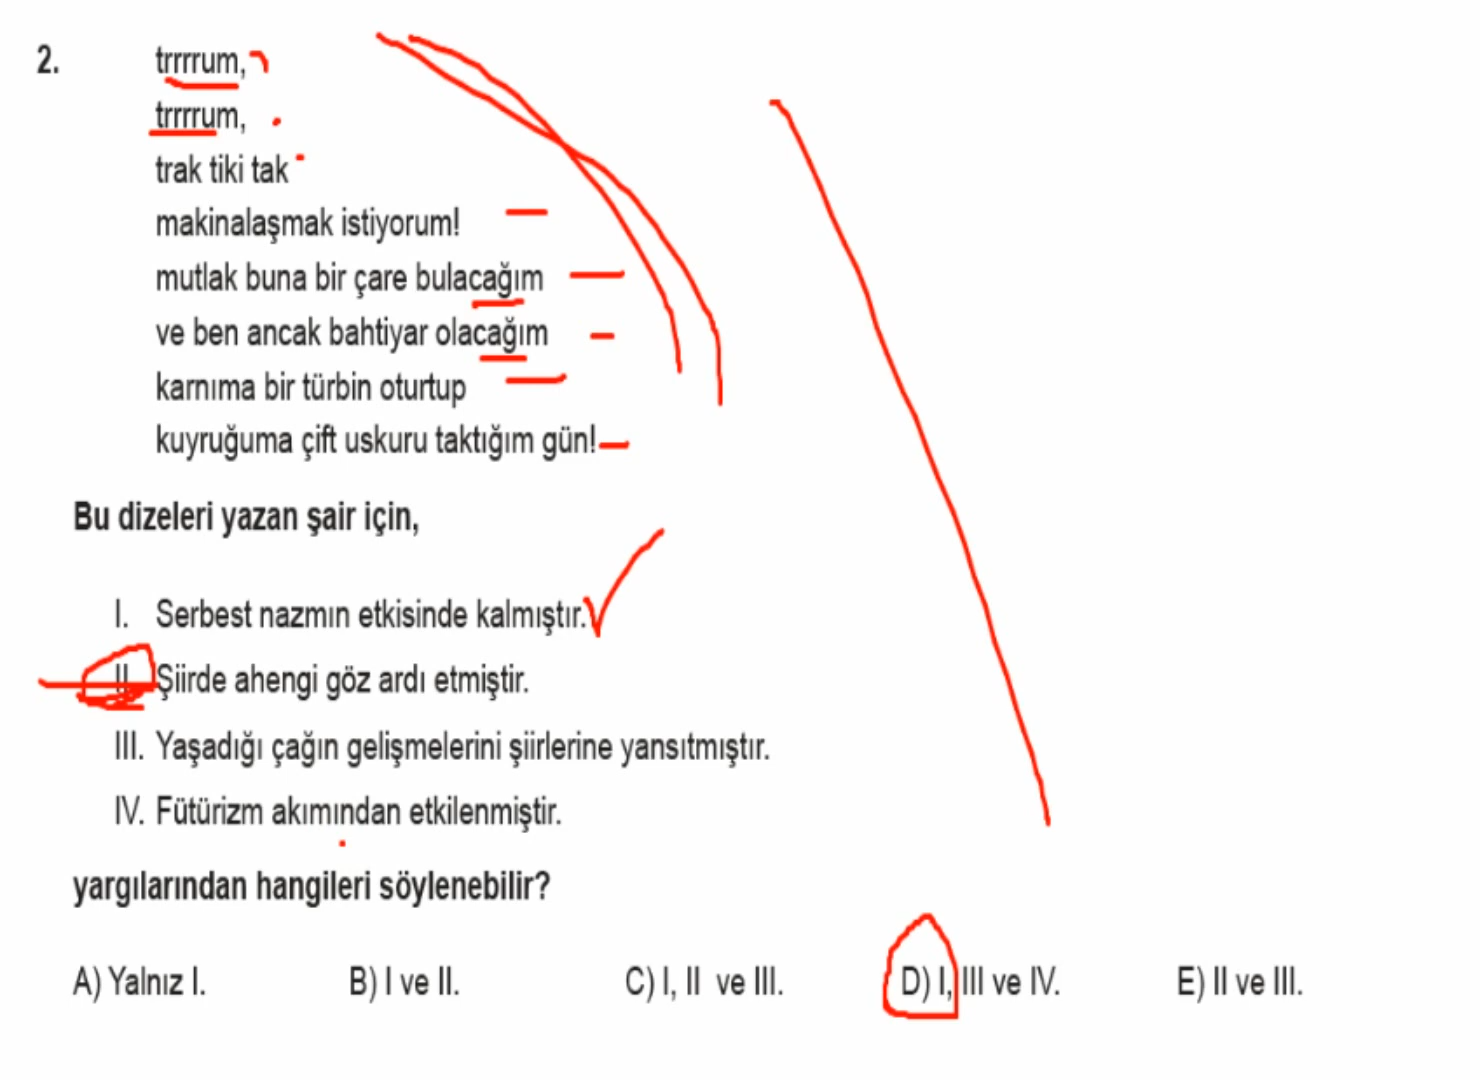 2. trrrrum,
trrrrum,
trak tiki tak
makinalaşmak istiyorum!
mutlak buna bir çare bulacağım
ve ben ancak bahtiyar olacağım
karnıma bir türbin oturtup
kuyruğuma çift uskuru taktığım gün!
Bu dizeleri yazan şair için,
I. Serbest nazmın etkisinde kalmıştır.
II. Şiirde ahengi göz ardı etmiştir.
III. Yaşadığı çağın gelişmelerini şiirlerine yansıtmıştır.
IV. Fütürizm akımından etkilenmiştir.
yargılarından hangileri söylenebilir?
A) Yalnız I. B) I ve II. C) I, II ve III. D) I, III ve IV. E) II ve III.